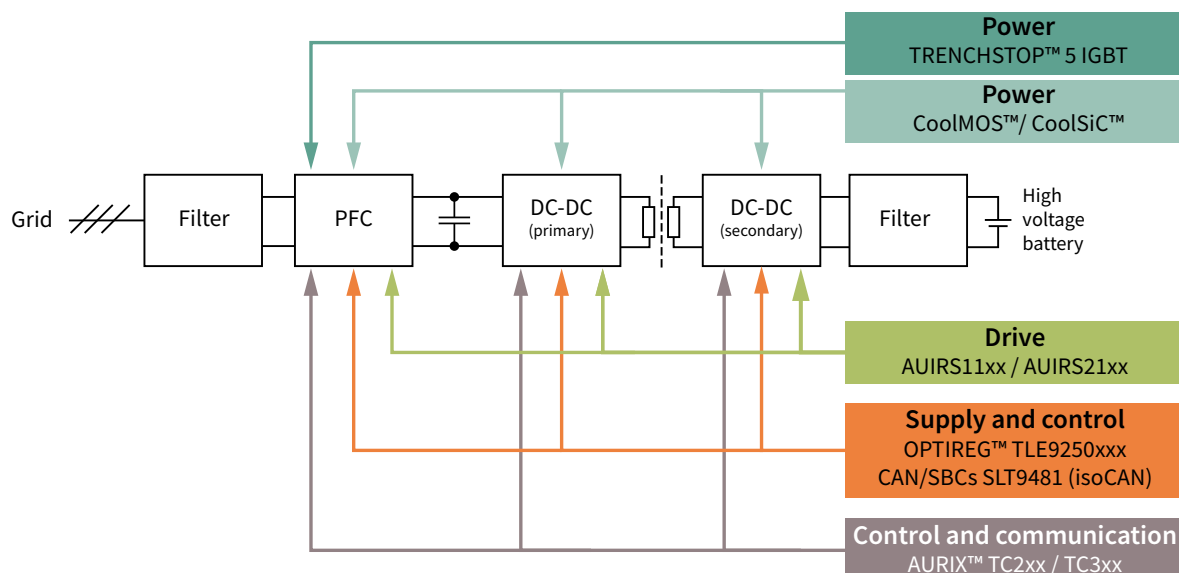 Power
TRENCHSTOP™ 5 IGBT
Power
CoolMOS™/ CoolSiC™
Grid
Filter
PFC
DC-DC
(primary)
DC-DC
(secondary)
Filter
High
voltage
battery
Drive
AUIRS11xx / AUIRS21xx
Supply and control
OPTIREG™ TLE9250xxx
CAN/SBCs SLT9481 (isoCAN)
Control and communication
AURIX™ TC2xx / TC3xx